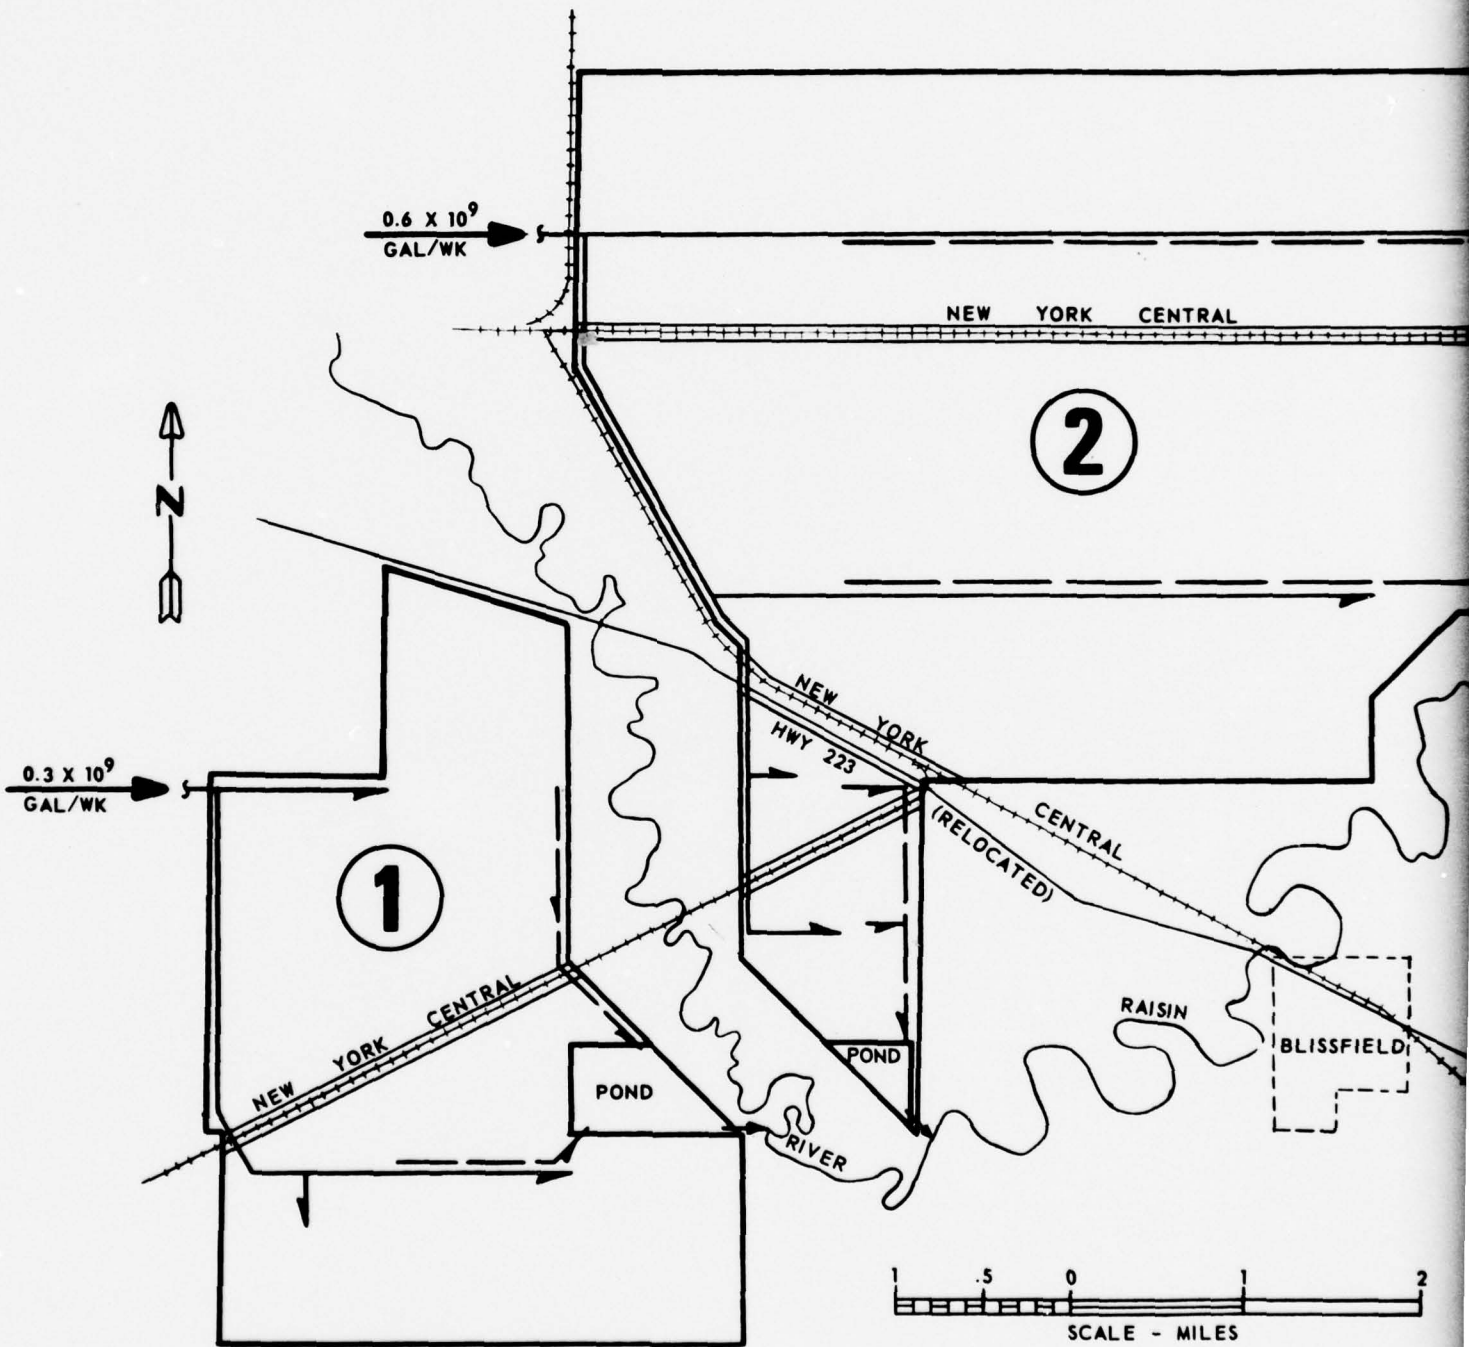 0.6 X 10⁹
GAL/WK
NEW YORK CENTRAL
2
N
NEW YORK CENTRAL
HWY 223
(RELOCATED)
0.3 X 10⁹
GAL/WK
1
NEW YORK CENTRAL
POND
POND
RAISIN
RIVER
BLISSFIELD
1 .5 0 1 2
SCALE - MILES